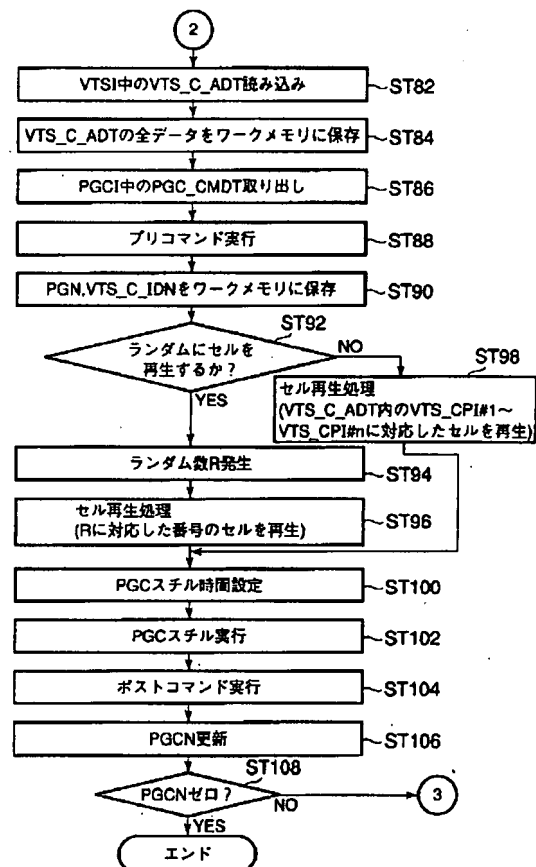 2
VTSI中のVTS_C_ADT読み込み
ST82
VTS_C_ADTの全データをワークメモリに保存
ST84
PGCI中のPGC_CMDT取り出し
ST86
プリコマンド実行
ST88
PGN,VTS_C_IDNをワークメモリに保存
ST90
ST92
ランダムにセルを
再生するか?
NO
YES
ST98
セル再生処理
(VTS_C_ADT内のVTS_CPI#1~
VTS_CPI#nに対応したセルを再生)
ランダム数R発生
ST94
セル再生処理
(Rに対応した番号のセルを再生)
ST96
PGCスチル時間設定
ST100
PGCスチル実行
ST102
ポストコマンド実行
ST104
PGCN更新
ST106
ST108
PGCNゼロ?
NO
3
YES
エンド